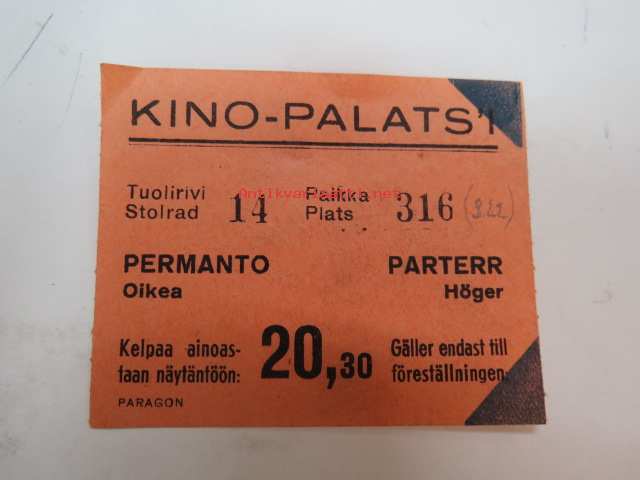 KINO-PALATS'I
Tuolirivi 14 Paikka 316
Stolrad Plats
PERMANTO PARTERR
Oikea Höger
Kelpaa ainoas- 20,30 Gäller endast till
taan näytäntöön: föreställningen:
PARAGON